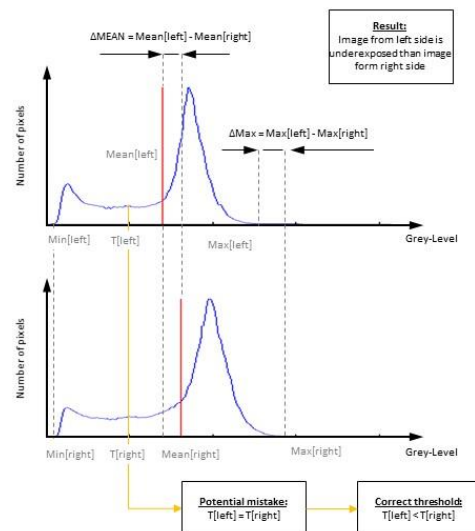 ΔMEAN = Mean[left] - Mean[right]
Result:
Image from left side is
underexposed than image
form right side
Number of pixels
Mean[left]
ΔMax = Max[left] - Max[right]
Min[left]
T[left]
Max[left]
Grey-Level
Number of pixels
Min[right]
T[right]
Mean[right]
Max[right]
Grey-Level
Potential mistake:
T[left] = T[right]
Correct threshold:
T[left] < T[right]